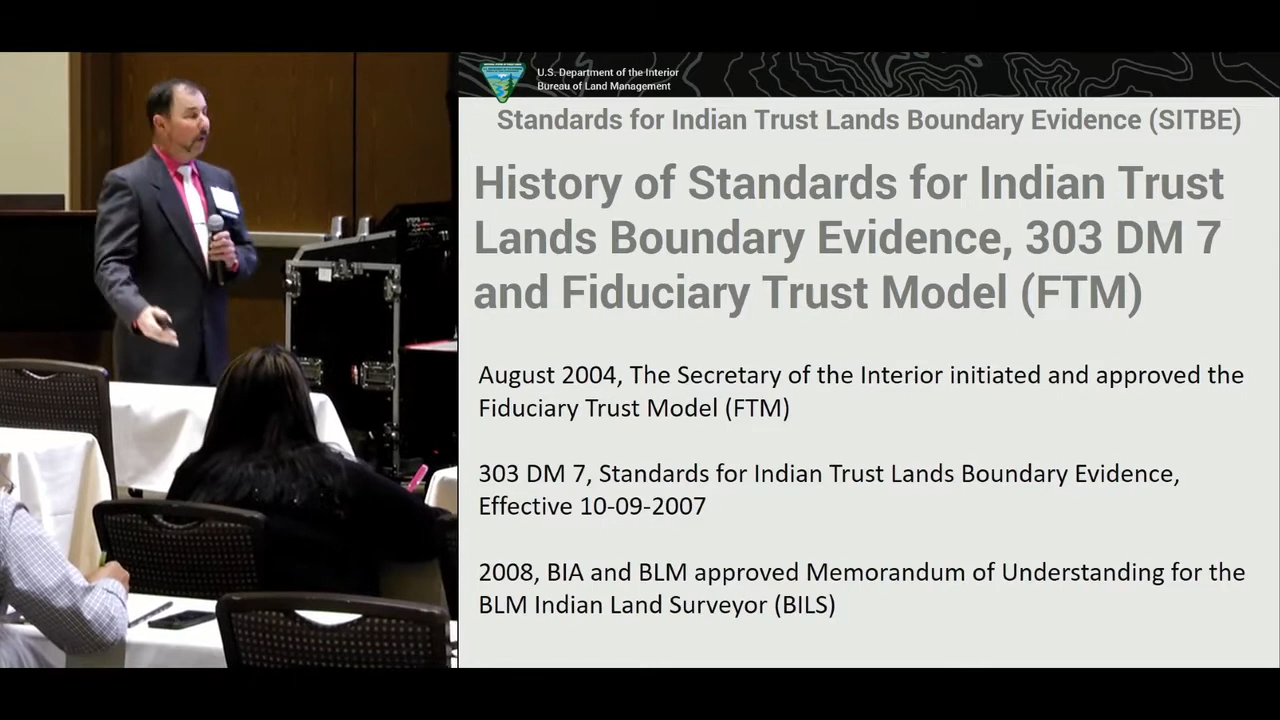 U.S. Department of the Interior
Bureau of Land Management
Standards for Indian Trust Lands Boundary Evidence (SITBE)
History of Standards for Indian Trust
Lands Boundary Evidence, 303 DM 7
and Fiduciary Trust Model (FTM)
August 2004, The Secretary of the Interior initiated and approved the
Fiduciary Trust Model (FTM)
303 DM 7, Standards for Indian Trust Lands Boundary Evidence,
Effective 10-09-2007
2008, BIA and BLM approved Memorandum of Understanding for the
BLM Indian Land Surveyor (BILS)